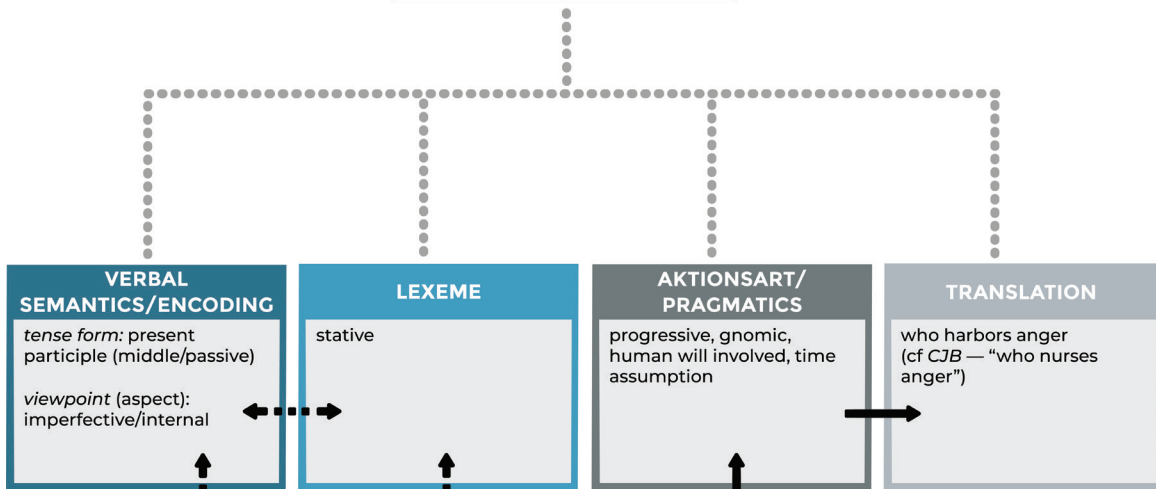 VERBAL
SEMANTICS/ENCODING
tense form: present
participle (middle/passive)
viewpoint (aspect):
imperfective/internal
LEXEME
stative
AKTIONSART/
PRAGMATICS
progressive, gnomic,
human will involved, time
assumption
TRANSLATION
who harbors anger
(cf CJB — “who nurses
anger”)